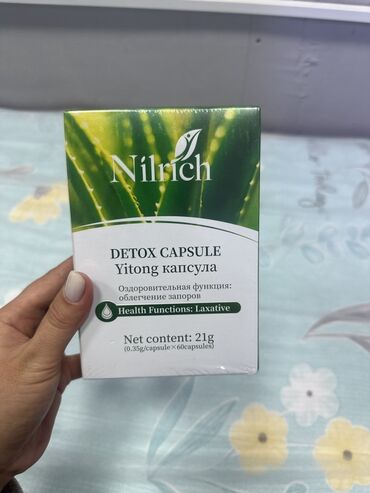 Nilrich
DETOX CAPSULE
Yitong капсула
Оздоровительная функция:
облегчение запоров
Health Functions: Laxative
Net content: 21g
(0.35g/capsule×60capsules)